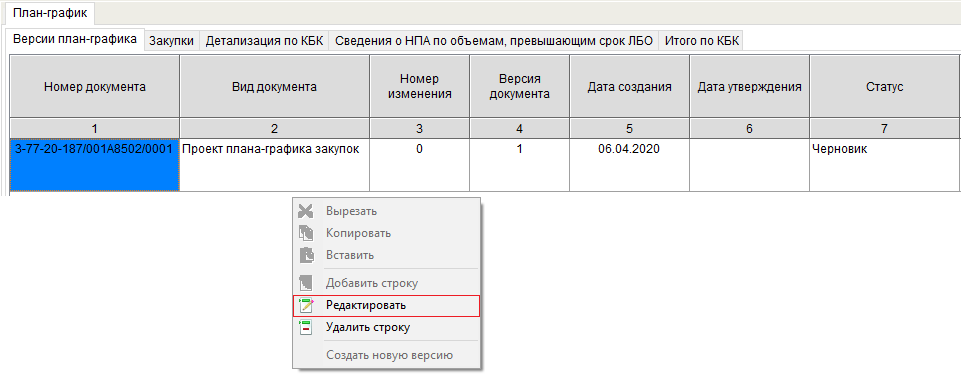 План-график
Версии план-графика Закупки Детализация по КБК Сведения о НПА по объемам, превышающим срок ЛБО Итого по КБК
Номер документа Вид документа Номер изменения Версия документа Дата создания Дата утверждения Статус
1 2 3 4 5 6 7
3-77-20-187/001А8502/0001 Проект плана-графика закупок 0 1 06.04.2020 Черновик
Вырезать
Копировать
Вставить
Добавить строку
Редактировать
Удалить строку
Создать новую версию